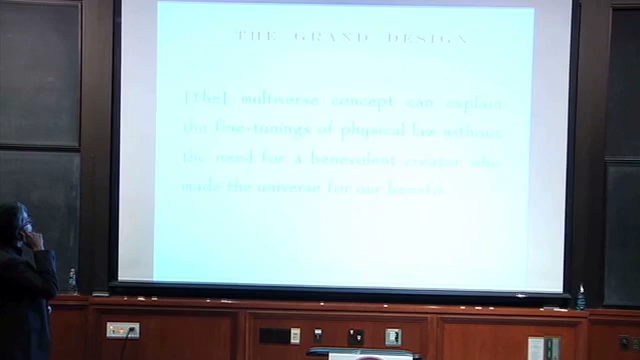 THE GRAND DESIGN
[T]he[ multiverse concept can explain
the fine-tunings of physical law without
the need for a benevolent creator who
made the universe for our benefit.